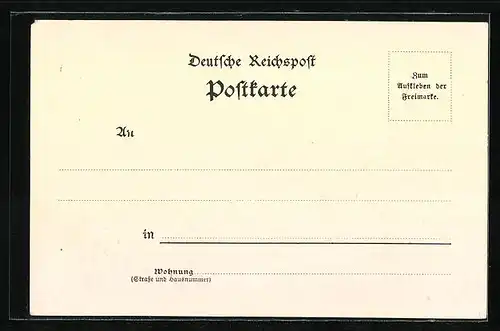 Deutsche Reichspost
Postkarte
Zum
Aufkleben der
Freimarke.
An
in
Wohnung
(Straße und Hausnummer)